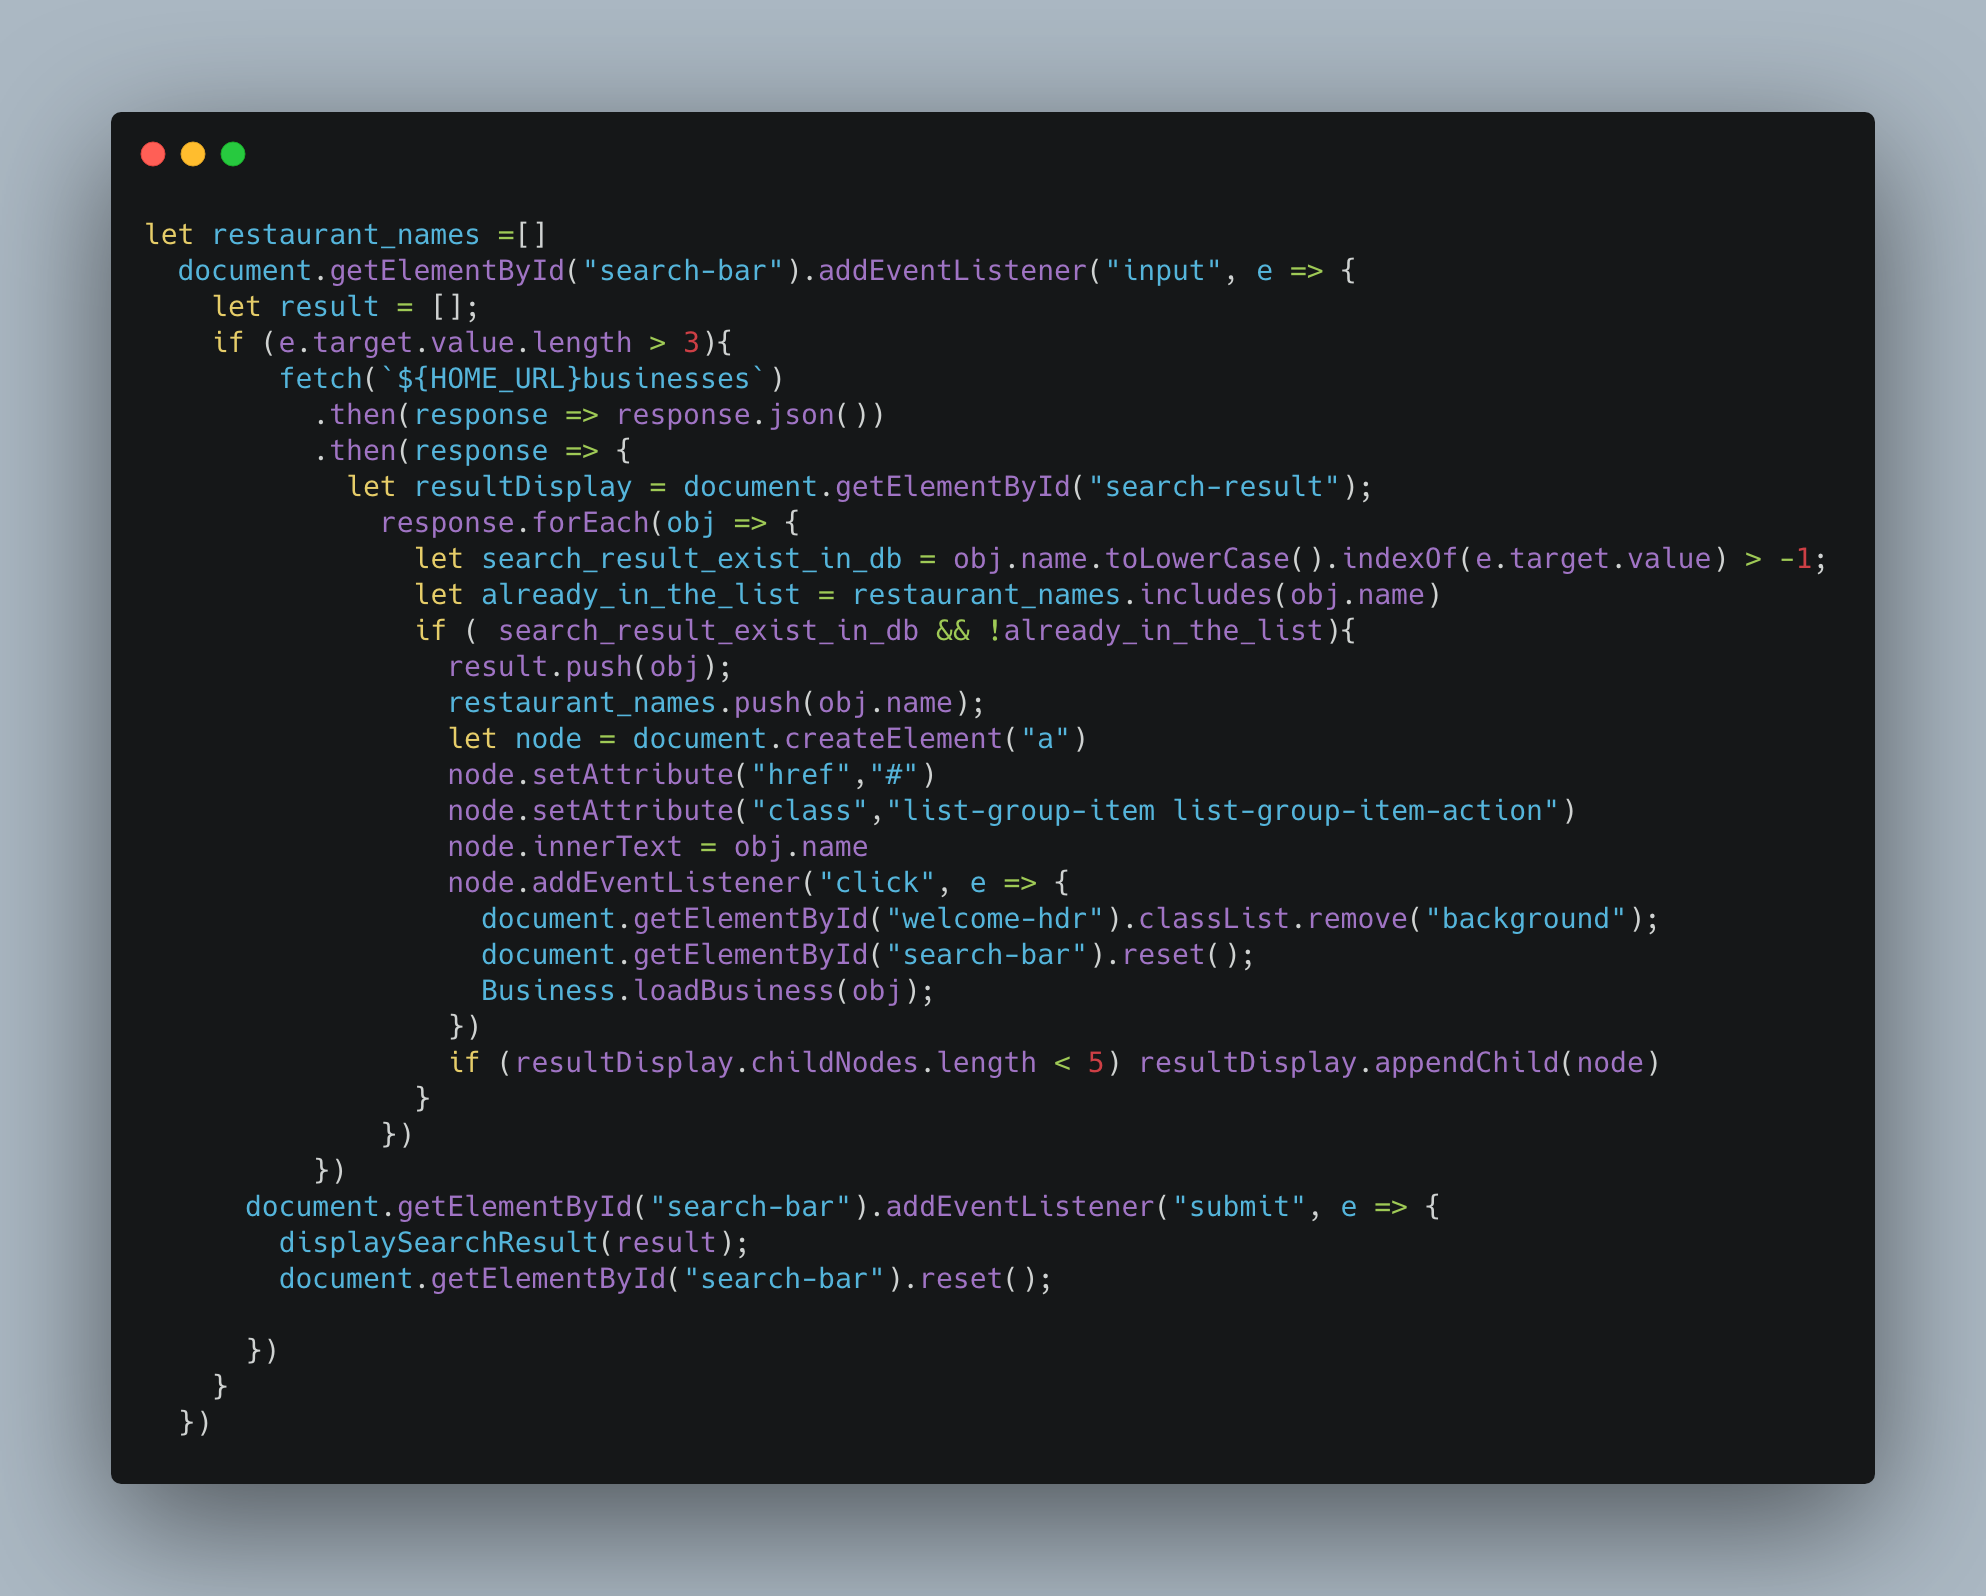 let restaurant_names =[]
  document.getElementById("search-bar").addEventListener("input", e => {
    let result = [];
    if (e.target.value.length > 3){
        fetch(`${HOME_URL}businesses`)
          .then(response => response.json())
          .then(response => {
            let resultDisplay = document.getElementById("search-result");
              response.forEach(obj => {
                let search_result_exist_in_db = obj.name.toLowerCase().indexOf(e.target.value) > -1;
                let already_in_the_list = restaurant_names.includes(obj.name)
                if ( search_result_exist_in_db && !already_in_the_list){
                  result.push(obj);
                  restaurant_names.push(obj.name);
                  let node = document.createElement("a")
                  node.setAttribute("href","#")
                  node.setAttribute("class","list-group-item list-group-item-action")
                  node.innerText = obj.name
                  node.addEventListener("click", e => {
                    document.getElementById("welcome-hdr").classList.remove("background");
                    document.getElementById("search-bar").reset();
                    Business.loadBusiness(obj);
                  })
                  if (resultDisplay.childNodes.length < 5) resultDisplay.appendChild(node)
                }
              })
          })
      document.getElementById("search-bar").addEventListener("submit", e => {
        displaySearchResult(result);
        document.getElementById("search-bar").reset();

      })
    }
  })